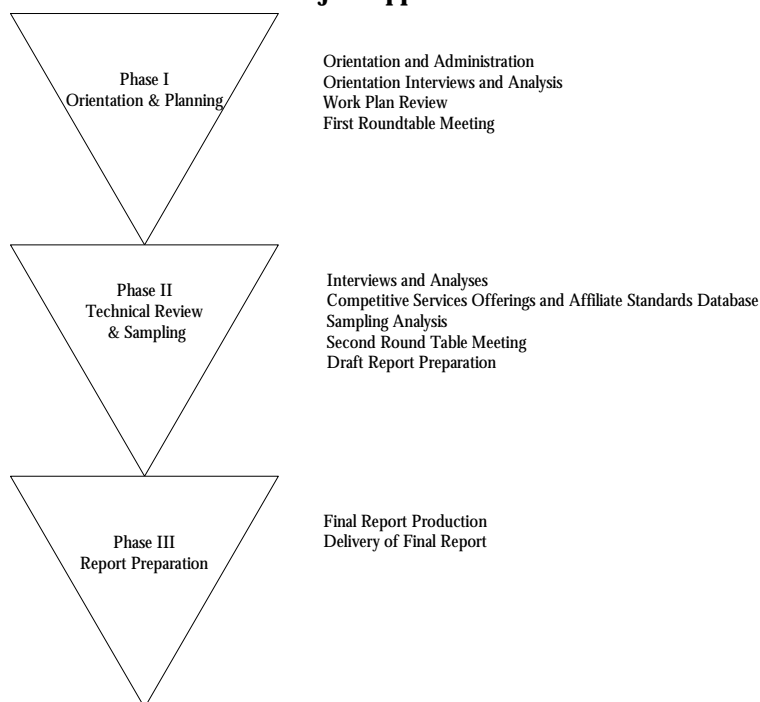 Phase I
Orientation & Planning
Orientation and Administration
Orientation Interviews and Analysis
Work Plan Review
First Roundtable Meeting
Phase II
Technical Review
& Sampling
Interviews and Analyses
Competitive Services Offerings and Affiliate Standards Database
Sampling Analysis
Second Round Table Meeting
Draft Report Preparation
Phase III
Report Preparation
Final Report Production
Delivery of Final Report